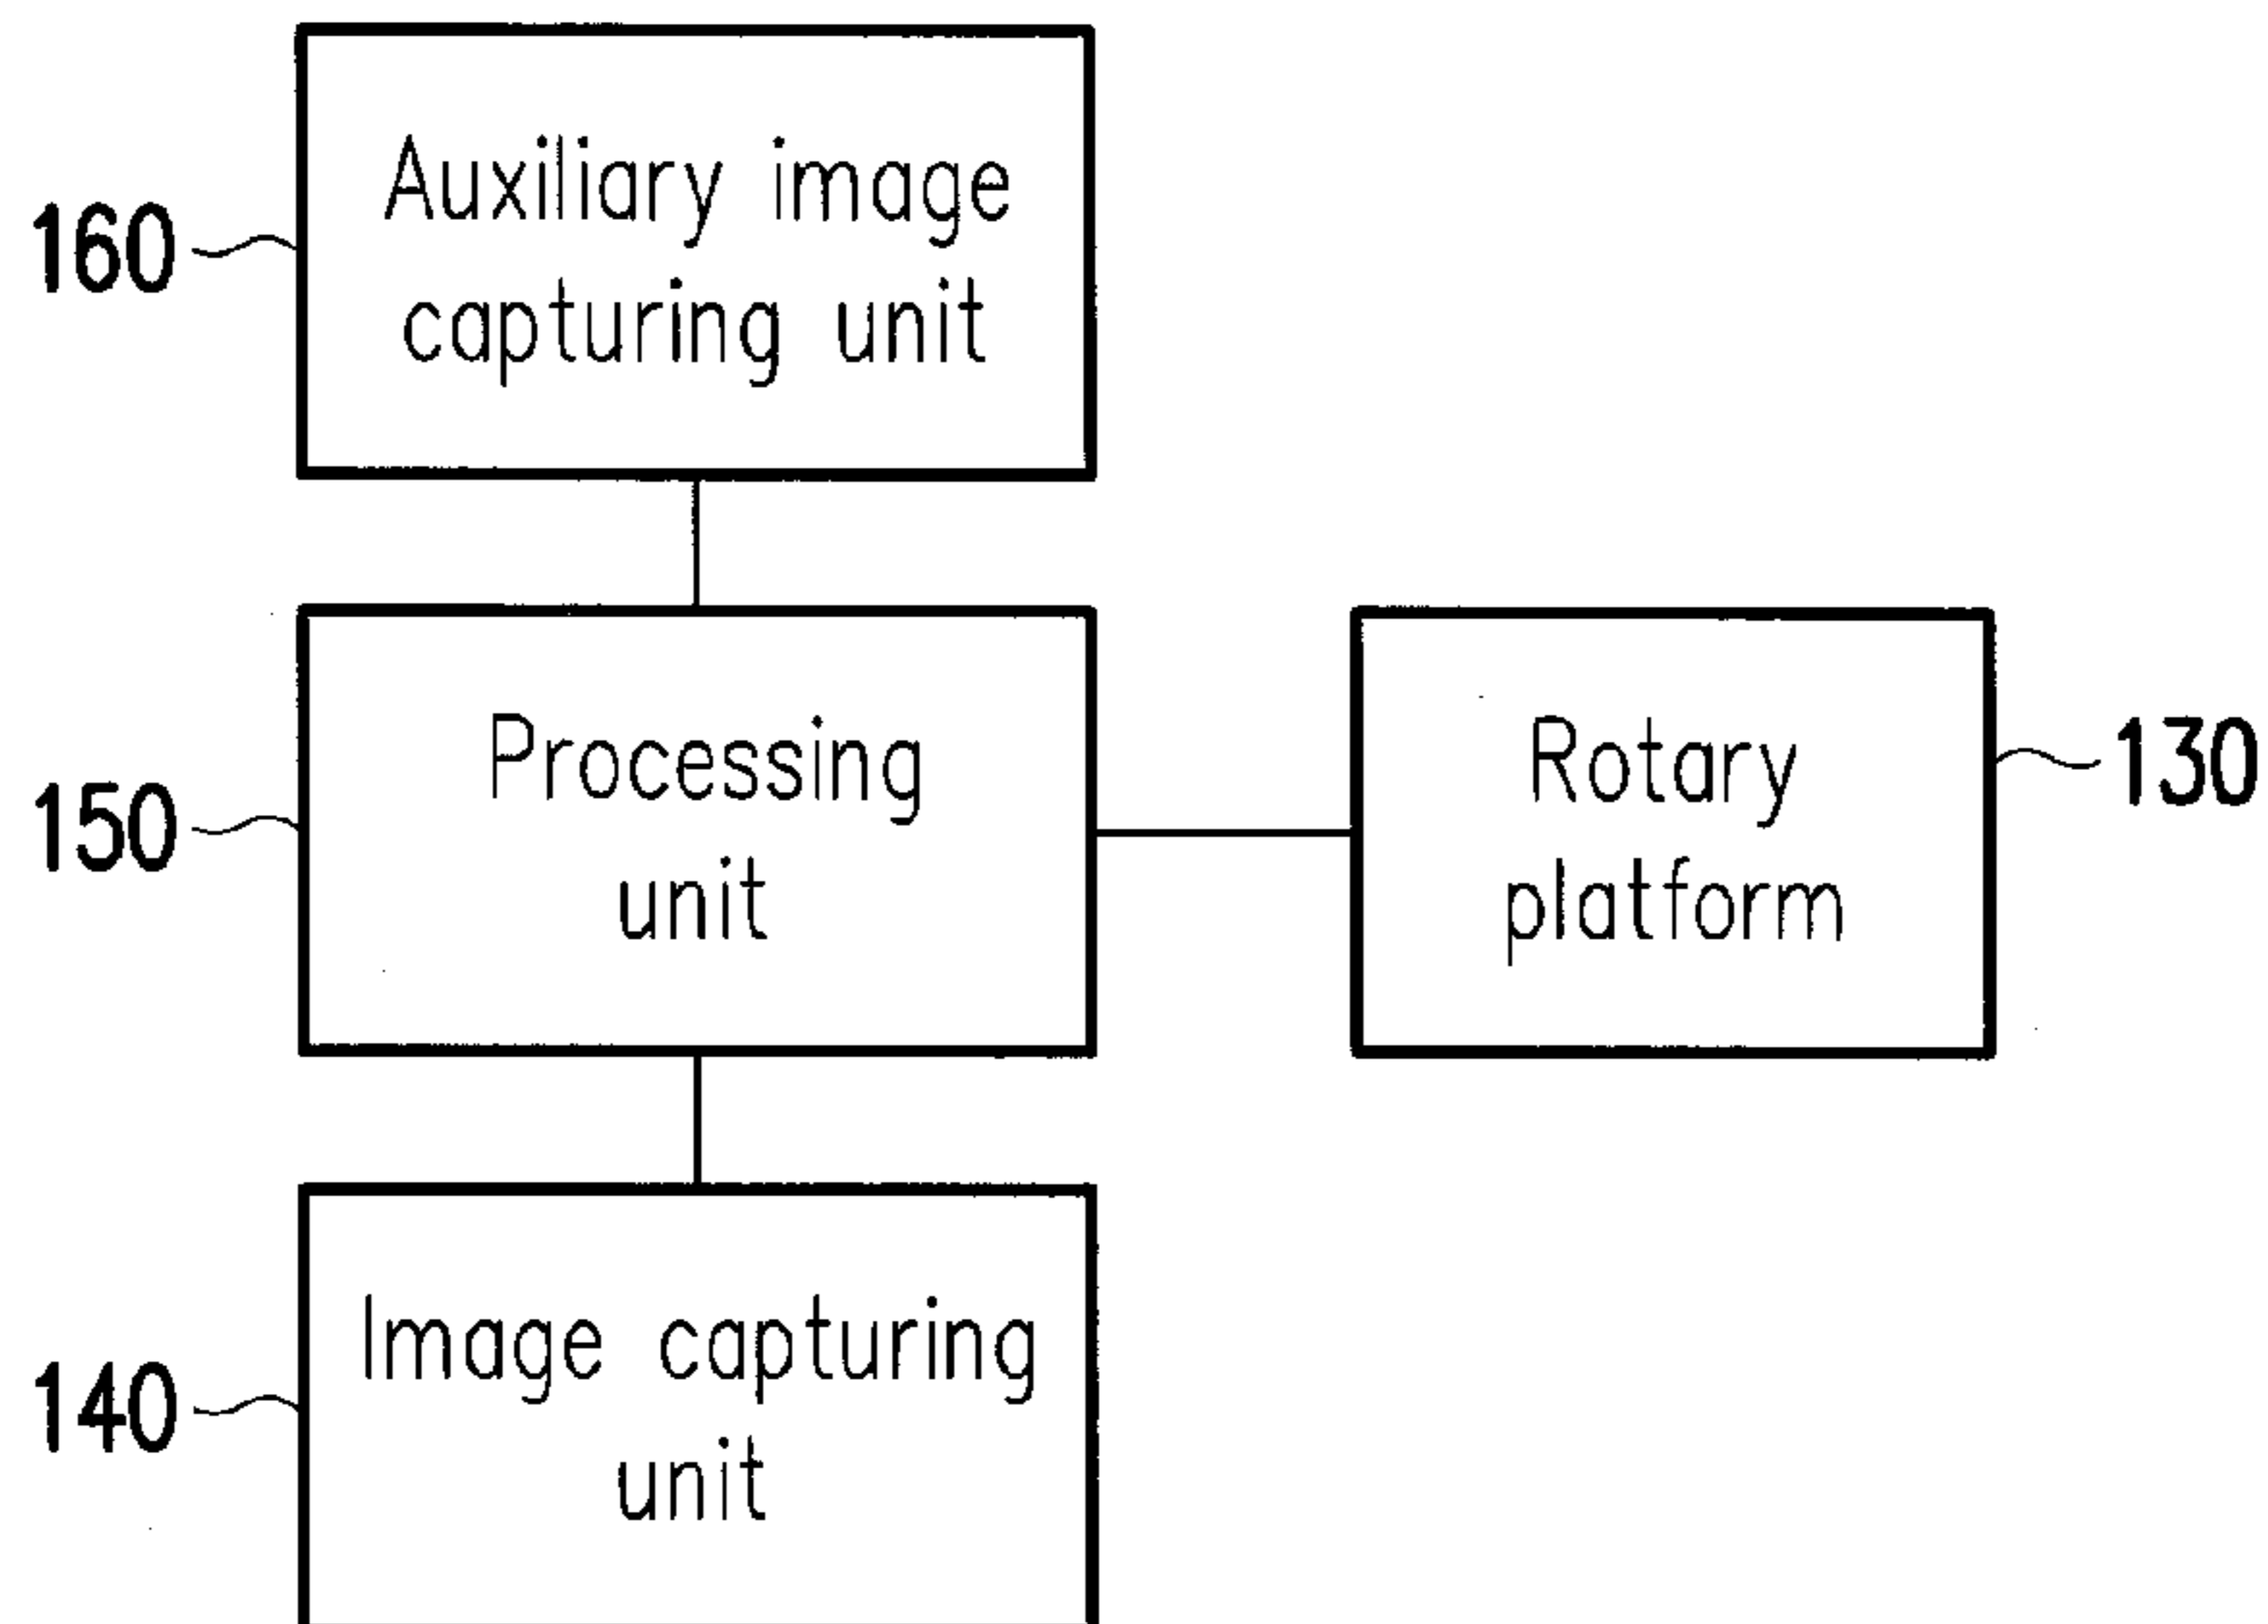 160
Auxiliary image
capturing unit
150
Processing
unit
Rotary
platform
130
140
Image capturing
unit